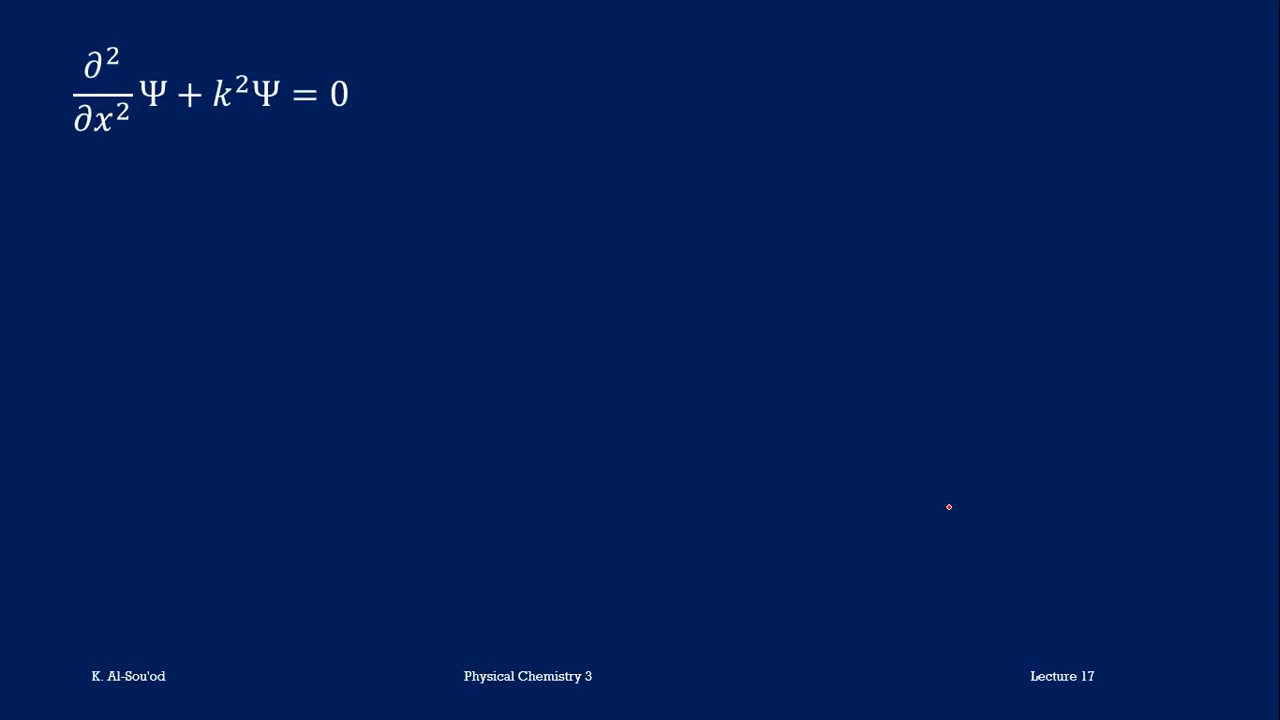 ∂²/∂x² Ψ + k²Ψ = 0
K. Al-Sou'od
Physical Chemistry 3
Lecture 17